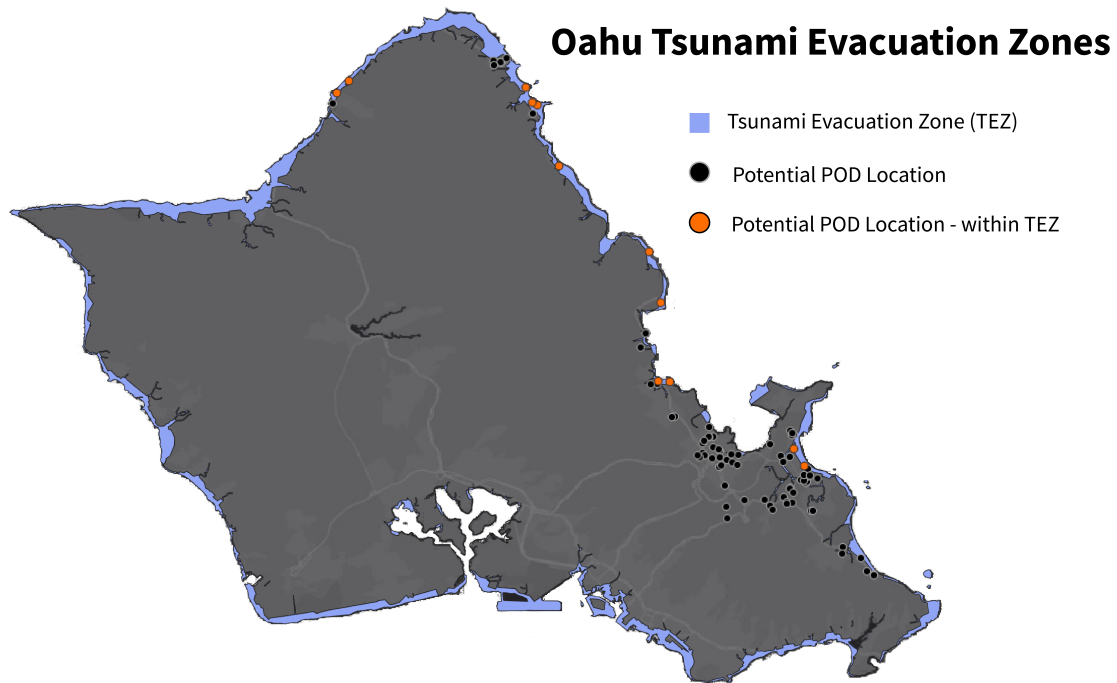 Oahu Tsunami Evacuation Zones
Tsunami Evacuation Zone (TEZ)
Potential POD Location
Potential POD Location - within TEZ